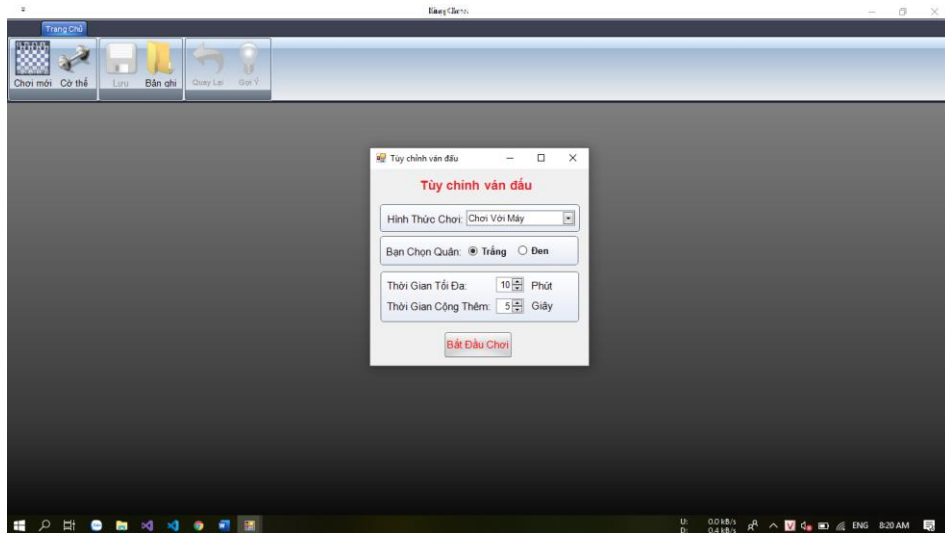 King Chess
Trang Chủ
Chơi mới Cờ thế Lưu Bản ghi Quay Lại Gợi Ý
Tùy chỉnh ván đấu
Tùy chỉnh ván đấu
Hình Thức Chơi: Chơi Với Máy
Bạn Chọn Quân: Trắng Đen
Thời Gian Tối Đa: 10 Phút
Thời Gian Cộng Thêm: 5 Giây
Bắt Đầu Chơi
U: 0.0 kB/s
D: 0.4 kB/s
V ENG 8:20 AM